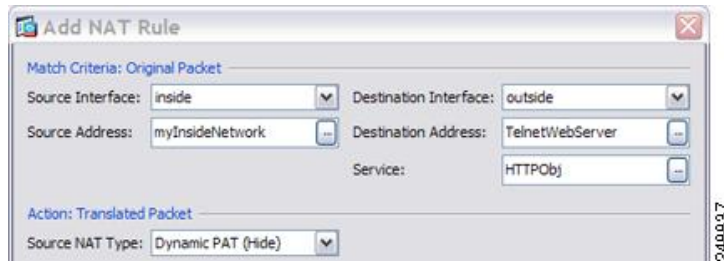 Add NAT Rule
Match Criteria: Original Packet
Source Interface: inside Destination Interface: outside
Source Address: myInsideNetwork ... Destination Address: TelnetWebServer ...
Service: HTTPObj ...
Action: Translated Packet
Source NAT Type: Dynamic PAT (Hide)
248837